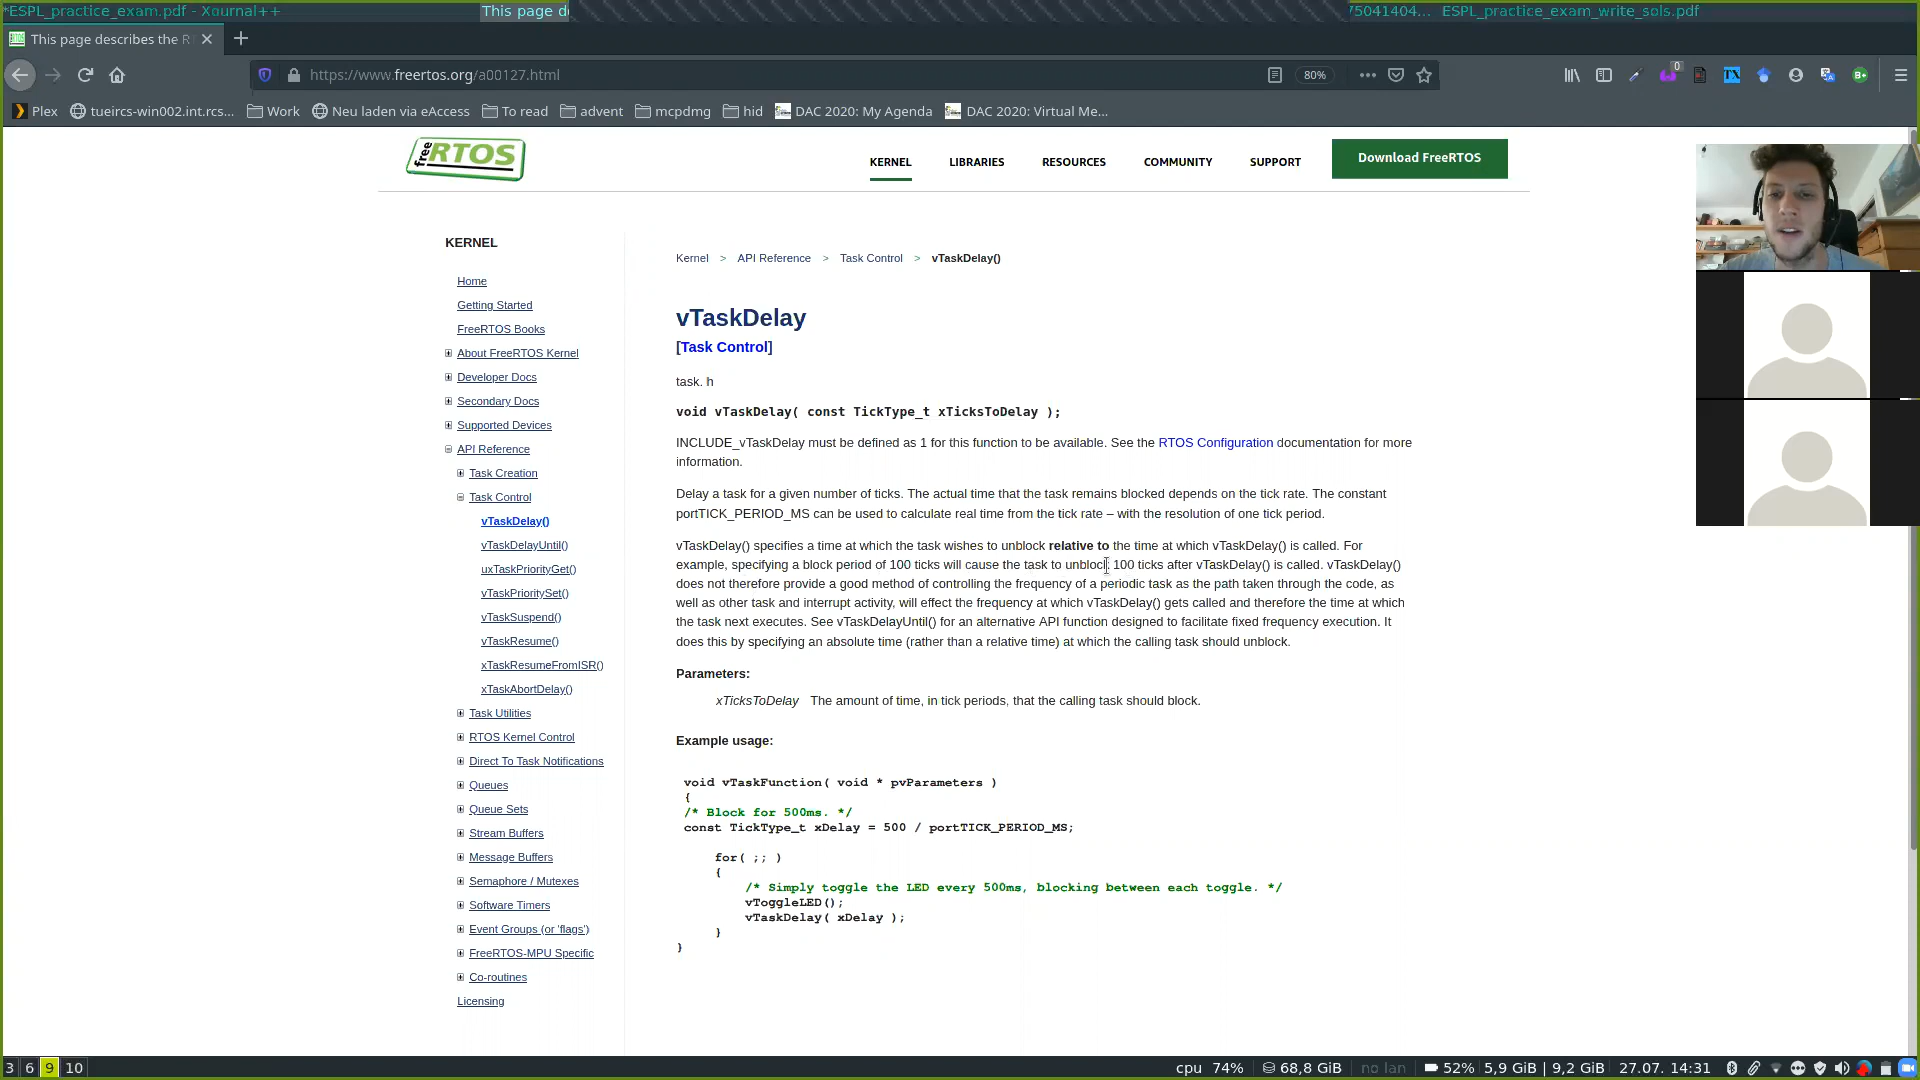 *ESPL_practice_exam.pdf - Xournal++
This page de
75041404... ESPL_practice_exam_write_sols.pdf
This page describes the R
https://www.freertos.org/a00127.html
80%
0
Plex
tueircs-win002.int.rcs...
Work
Neu laden via eAccess
To read
advent
mcpdmg
hid
DAC 2020: My Agenda
DAC 2020: Virtual Me...
free RTOS
KERNEL
LIBRARIES
RESOURCES
COMMUNITY
SUPPORT
Download FreeRTOS
KERNEL
Home
Getting Started
FreeRTOS Books
About FreeRTOS Kernel
Developer Docs
Secondary Docs
Supported Devices
API Reference
Task Creation
Task Control
vTaskDelay()
vTaskDelayUntil()
uxTaskPriorityGet()
vTaskPrioritySet()
vTaskSuspend()
vTaskResume()
xTaskResumeFromISR()
xTaskAbortDelay()
Task Utilities
RTOS Kernel Control
Direct To Task Notifications
Queues
Queue Sets
Stream Buffers
Message Buffers
Semaphore / Mutexes
Software Timers
Event Groups (or 'flags')
FreeRTOS-MPU Specific
Co-routines
Licensing
Kernel > API Reference > Task Control > vTaskDelay()
vTaskDelay
[Task Control]
task. h
void vTaskDelay( const TickType_t xTicksToDelay );
INCLUDE_vTaskDelay must be defined as 1 for this function to be available. See the RTOS Configuration documentation for more
information.
Delay a task for a given number of ticks. The actual time that the task remains blocked depends on the tick rate. The constant
portTICK_PERIOD_MS can be used to calculate real time from the tick rate – with the resolution of one tick period.
vTaskDelay() specifies a time at which the task wishes to unblock relative to the time at which vTaskDelay() is called. For
example, specifying a block period of 100 ticks will cause the task to unblock 100 ticks after vTaskDelay() is called. vTaskDelay()
does not therefore provide a good method of controlling the frequency of a periodic task as the path taken through the code, as
well as other task and interrupt activity, will effect the frequency at which vTaskDelay() gets called and therefore the time at which
the task next executes. See vTaskDelayUntil() for an alternative API function designed to facilitate fixed frequency execution. It
does this by specifying an absolute time (rather than a relative time) at which the calling task should unblock.
Parameters:
xTicksToDelay The amount of time, in tick periods, that the calling task should block.
Example usage:
void vTaskFunction( void * pvParameters )
{
/* Block for 500ms. */
const TickType_t xDelay = 500 / portTICK_PERIOD_MS;
for( ;; )
{
/* Simply toggle the LED every 500ms, blocking between each toggle. */
vToggleLED();
vTaskDelay( xDelay );
}
}
3 6 9 10
cpu 74% 68,8 GiB no lan 52% 5,9 GiB | 9,2 GiB 27.07. 14:31